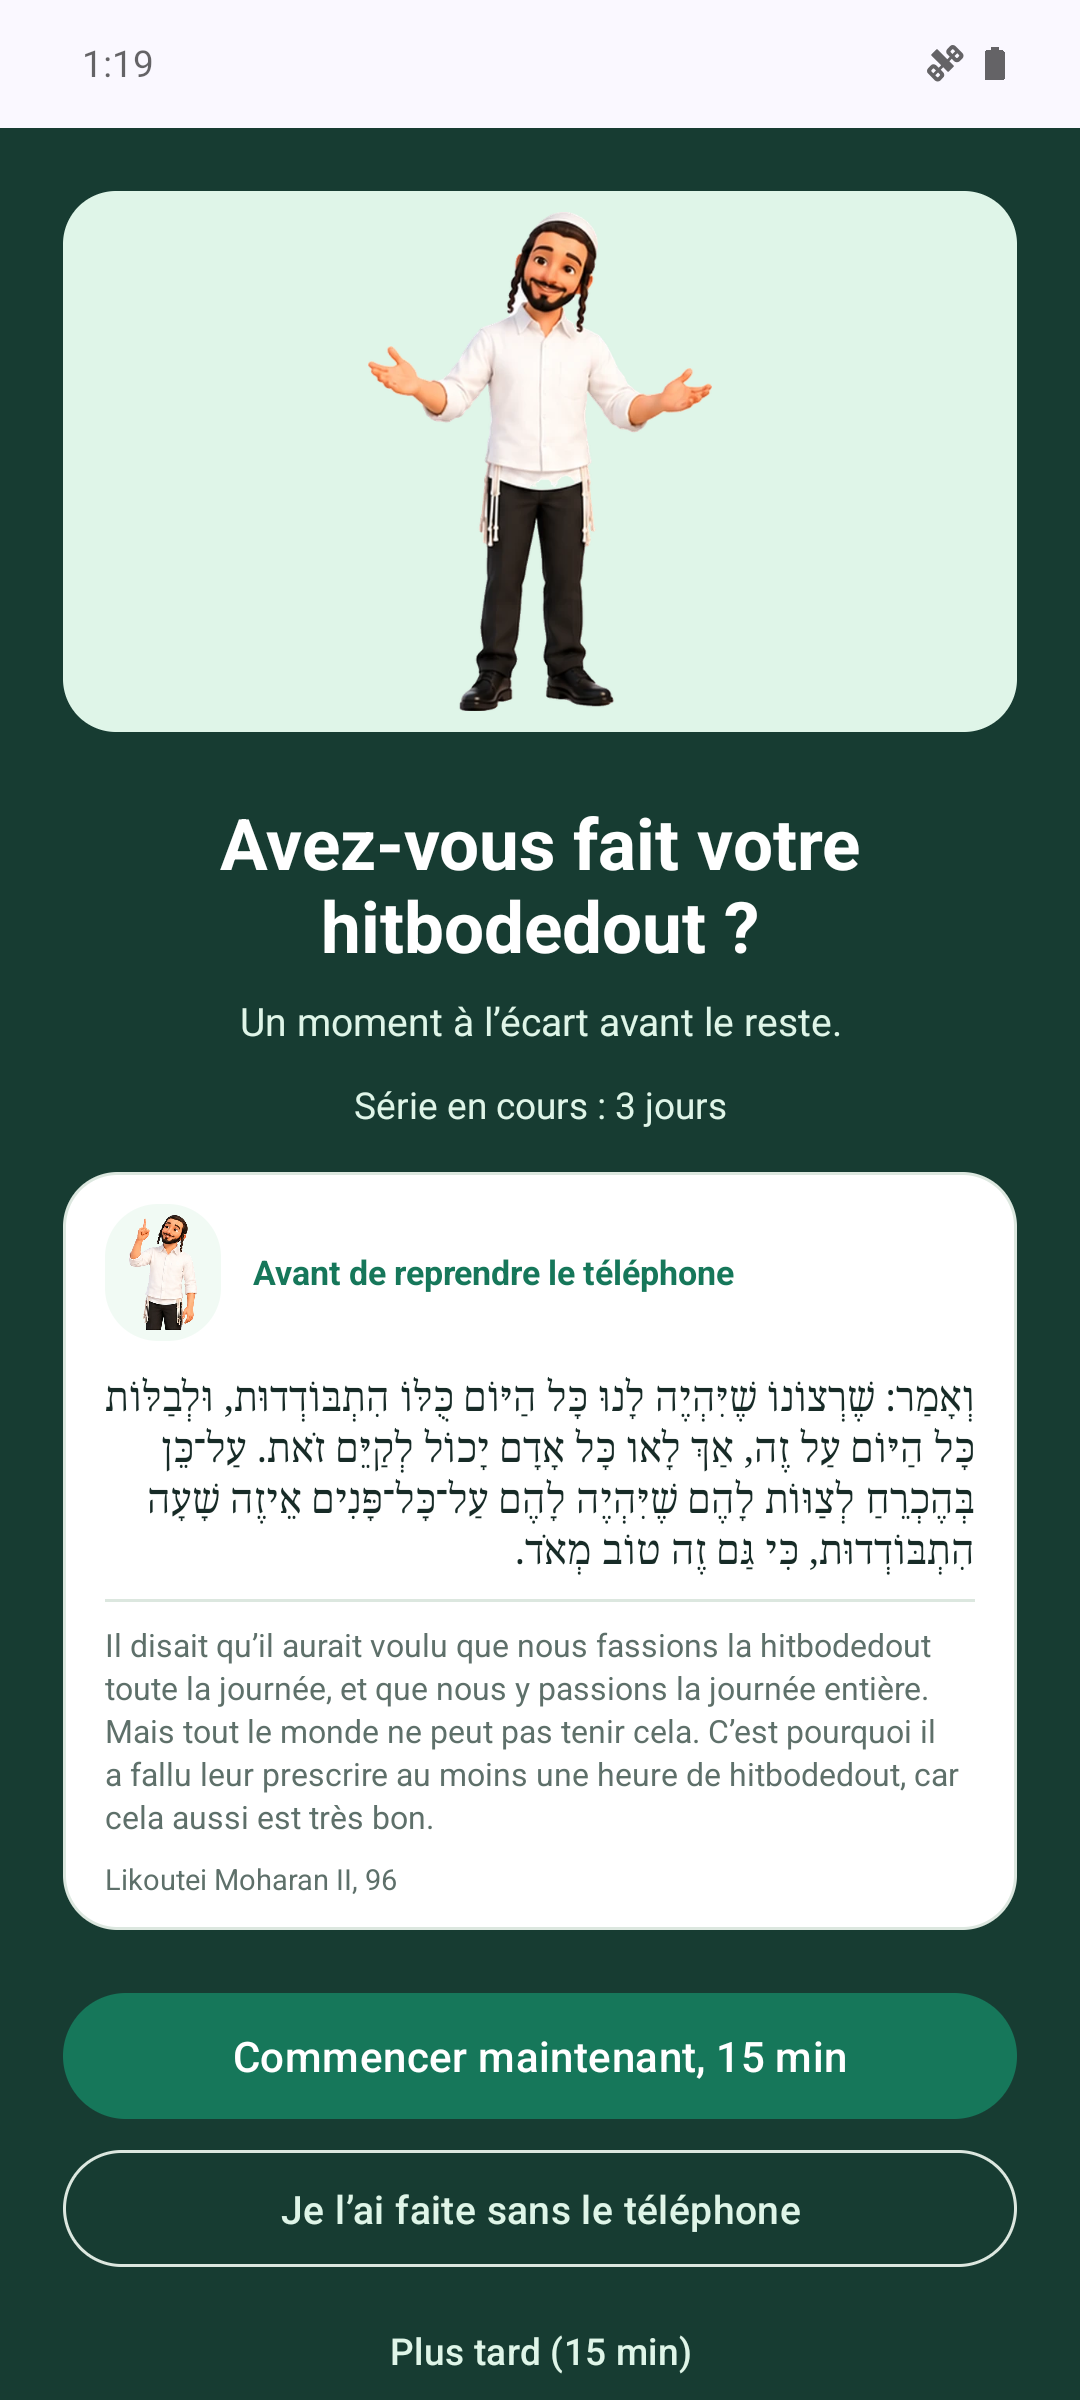 1:19
Avez-vous fait votre
hitbodedout ?
Un moment à l’écart avant le reste.
Série en cours : 3 jours
Avant de reprendre le téléphone
וְאָמַר: שֶׁרְצוֹנוֹ שֶׁיִּהְיֶה לָנוּ כָּל הַיּוֹם כֻּלּוֹ הִתְבּוֹדְדוּת, וּלְבַלּוֹת
כָּל הַיּוֹם עַל זֶה, אַךְ לָאו כָּל אָדָם יָכוֹל לְקַיֵּם זֹאת. עַל־כֵּן
בְּהֶכְרֵחַ לְצַוּוֹת לָהֶם שֶׁיִּהְיֶה לָהֶם עַל־כָּל־פָּנִים אֵיזֶה שָׁעָה
הִתְבּוֹדְדוּת, כִּי גַּם זֶה טוֹב מְאֹד.
Il disait qu’il aurait voulu que nous fassions la hitbodedout
toute la journée, et que nous y passions la journée entière.
Mais tout le monde ne peut pas tenir cela. C’est pourquoi il
a fallu leur prescrire au moins une heure de hitbodedout, car
cela aussi est très bon.
Likoutei Moharan II, 96
Commencer maintenant, 15 min
Je l’ai faite sans le téléphone
Plus tard (15 min)